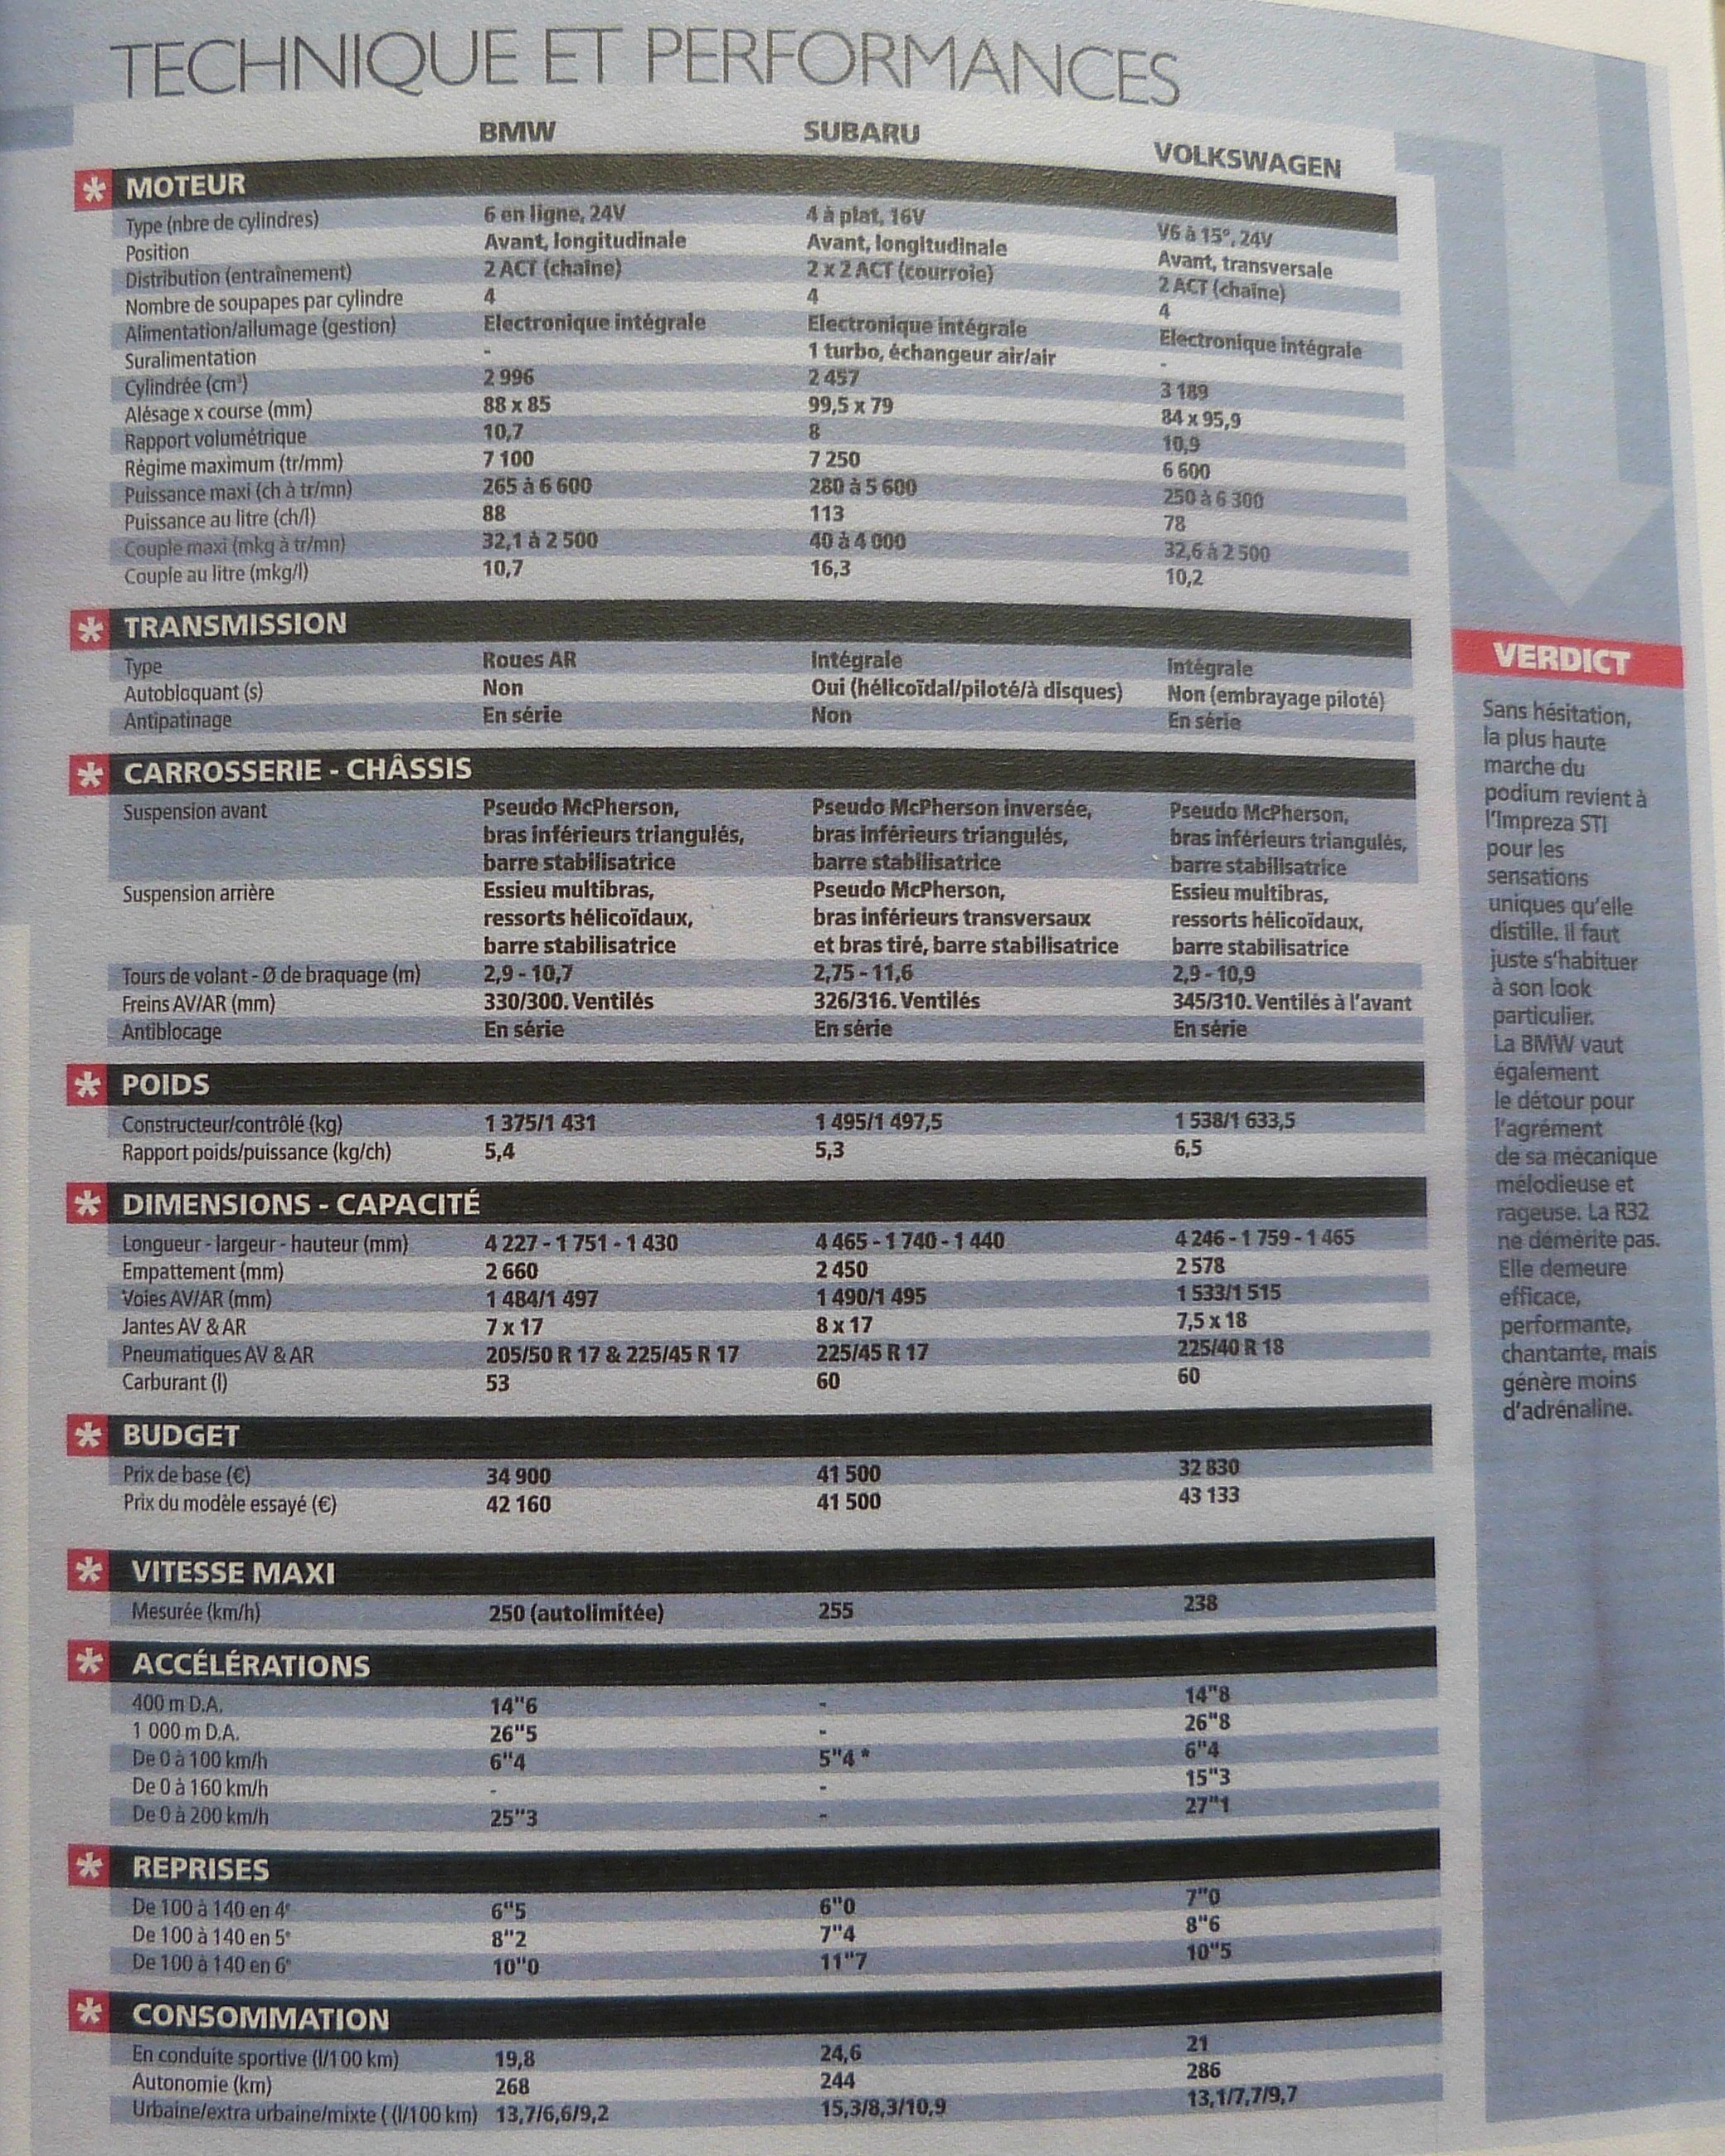 TECHNIQUE ET PERFORMANCES
BMW SUBARU VOLKSWAGEN
* MOTEUR
Type (nbre de cylindres) 6 en ligne, 24V 4 à plat, 16V V6 à 15°, 24V
Position Avant, longitudinale Avant, longitudinale Avant, transversale
Distribution (entraînement) 2 ACT (chaîne) 2 x 2 ACT (courroie) 2 ACT (chaîne)
Nombre de soupapes par cylindre 4 4 4
Alimentation/allumage (gestion) Electronique intégrale Electronique intégrale Electronique intégrale
Suralimentation - 1 turbo, échangeur air/air -
Cylindrée (cm³) 2 996 2 457 3 189
Alésage x course (mm) 88 x 85 99,5 x 79 84 x 95,9
Rapport volumétrique 10,7 8 10,9
Régime maximum (tr/mm) 7 100 7 250 6 600
Puissance maxi (ch à tr/mn) 265 à 6 600 280 à 5 600 250 à 6 300
Puissance au litre (ch/l) 88 113 78
Couple maxi (mkg à tr/mn) 32,1 à 2 500 40 à 4 000 32,6 à 2 500
Couple au litre (mkg/l) 10,7 16,3 10,2
* TRANSMISSION
Type Roues AR Intégrale Intégrale
Autobloquant (s) Non Oui (hélicoïdal/piloté/à disques) Non (embrayage piloté)
Antipatinage En série Non En série
* CARROSSERIE - CHÂSSIS
Suspension avant Pseudo McPherson, Pseudo McPherson inversée, Pseudo McPherson,
bras inférieurs triangulés, bras inférieurs triangulés, bras inférieurs triangulés,
barre stabilisatrice barre stabilisatrice barre stabilisatrice
Suspension arrière Essieu multibras, Pseudo McPherson, Essieu multibras,
ressorts hélicoïdaux, bras inférieurs transversaux ressorts hélicoïdaux,
barre stabilisatrice et bras tiré, barre stabilisatrice barre stabilisatrice
Tours de volant - Ø de braquage (m) 2,9 - 10,7 2,75 - 11,6 2,9 - 10,9
Freins AV/AR (mm) 330/300. Ventilés 326/316. Ventilés 345/310. Ventilés à l'avant
Antiblocage En série En série En série
* POIDS
Constructeur/contrôlé (kg) 1 375/1 431 1 495/1 497,5 1 538/1 633,5
Rapport poids/puissance (kg/ch) 5,4 5,3 6,5
* DIMENSIONS - CAPACITÉ
Longueur - largeur - hauteur (mm) 4 227 - 1 751 - 1 430 4 465 - 1 740 - 1 440 4 246 - 1 759 - 1 465
Empattement (mm) 2 660 2 450 2 578
Voies AV/AR (mm) 1 484/1 497 1 490/1 495 1 533/1 515
Jantes AV & AR 7 x 17 8 x 17 7,5 x 18
Pneumatiques AV & AR 205/50 R 17 & 225/45 R 17 225/45 R 17 225/40 R 18
Carburant (l) 53 60 60
* BUDGET
Prix de base (€) 34 900 41 500 32 830
Prix du modèle essayé (€) 42 160 41 500 43 133
* VITESSE MAXI
Mesurée (km/h) 250 (autolimitée) 255 238
* ACCÉLÉRATIONS
400 m D.A. 14"6 - 14"8
1 000 m D.A. 26"5 - 26"8
De 0 à 100 km/h 6"4 5"4 * 6"4
De 0 à 160 km/h - - 15"3
De 0 à 200 km/h 25"3 - 27"1
* REPRISES
De 100 à 140 en 4e 6"5 6"0 7"0
De 100 à 140 en 5e 8"2 7"4 8"6
De 100 à 140 en 6e 10"0 11"7 10"5
* CONSOMMATION
En conduite sportive (l/100 km) 19,8 24,6 21
Autonomie (km) 268 244 286
Urbaine/extra urbaine/mixte ( (l/100 km) 13,7/6,6/9,2 15,3/8,3/10,9 13,1/7,7/9,7
VERDICT
Sans hésitation,
la plus haute
marche du
podium revient à
l'Impreza STI
pour les
sensations
uniques qu'elle
distille. Il faut
juste s'habituer
à son look
particulier.
La BMW vaut
également
le détour pour
l'agrément
de sa mécanique
mélodieuse et
rageuse. La R32
ne démérite pas.
Elle demeure
efficace,
performante,
chantante, mais
génère moins
d'adrénaline.